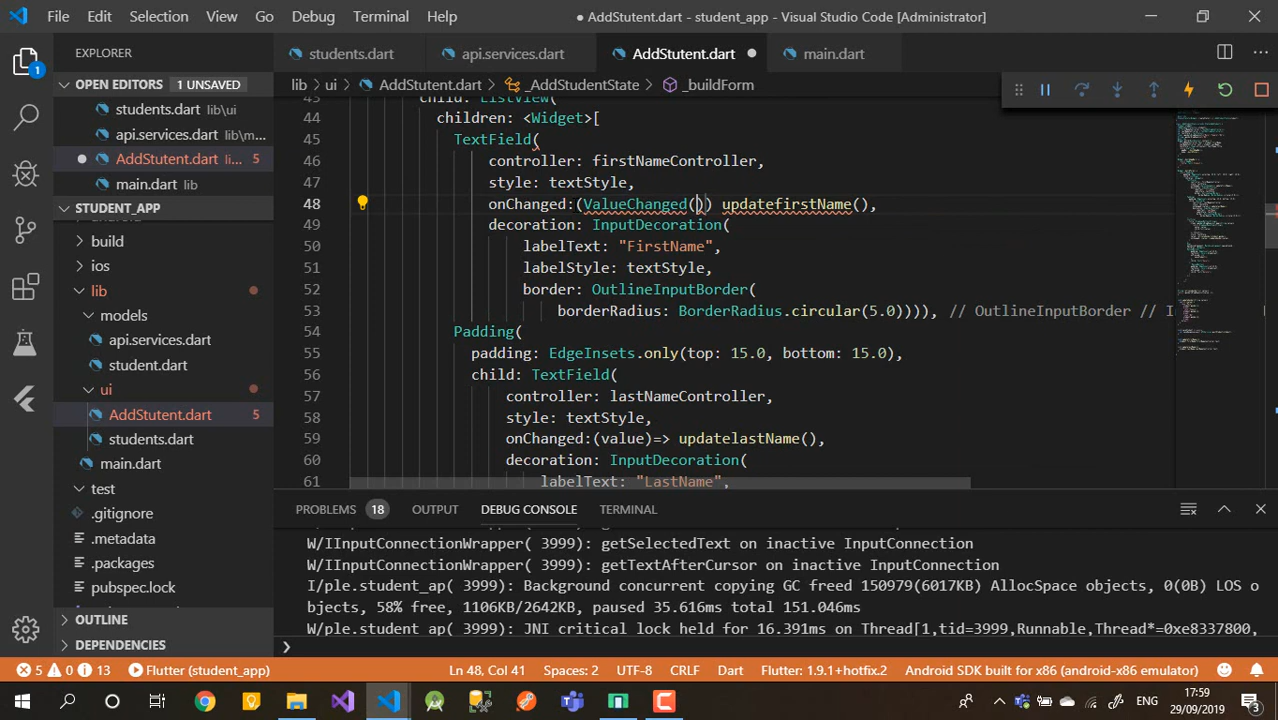 File Edit Selection View Go Debug Terminal Help ● AddStutent.dart - student_app - Visual Studio Code [Administrator]
EXPLORER
students.dart api.services.dart AddStutent.dart ● main.dart
OPEN EDITORS 1 UNSAVED
students.dart lib\ui
api.services.dart lib\m...
AddStutent.dart li... 5
main.dart lib
STUDENT_APP
build
ios
lib
models
api.services.dart
student.dart
ui
AddStutent.dart 5
students.dart
main.dart
test
.gitignore
.metadata
.packages
pubspec.lock
OUTLINE
DEPENDENCIES
1
lib > ui > AddStutent.dart > _AddStudentState > _buildForm
43 child: ListView(
44 children: <Widget>[
45 TextField(
46 controller: firstNameController,
47 style: textStyle,
48 onChanged:(ValueChanged()) updatefirstName(),
49 decoration: InputDecoration(
50 labelText: "FirstName",
51 labelStyle: textStyle,
52 border: OutlineInputBorder(
53 borderRadius: BorderRadius.circular(5.0)))), // OutlineInputBorder // I
54 Padding(
55 padding: EdgeInsets.only(top: 15.0, bottom: 15.0),
56 child: TextField(
57 controller: lastNameController,
58 style: textStyle,
59 onChanged:(value)=> updatelastName(),
60 decoration: InputDecoration(
61 labelText: "LastName",
PROBLEMS 18 OUTPUT DEBUG CONSOLE TERMINAL
W/IInputConnectionWrapper( 3999): getSelectedText on inactive InputConnection
W/IInputConnectionWrapper( 3999): getTextAfterCursor on inactive InputConnection
I/ple.student_ap( 3999): Background concurrent copying GC freed 150979(6017KB) AllocSpace objects, 0(0B) LOS o
bjects, 58% free, 1106KB/2642KB, paused 35.616ms total 151.046ms
W/ple.student_ap( 3999): JNI critical lock held for 16.391ms on Thread[1,tid=3999,Runnable,Thread*=0xe8337800,
5 0 13 Flutter (student_app) Ln 48, Col 41 Spaces: 2 UTF-8 CRLF Dart Flutter: 1.9.1+hotfix.2 Android SDK built for x86 (android-x86 emulator)
ENG 17:59
29/09/2019 3